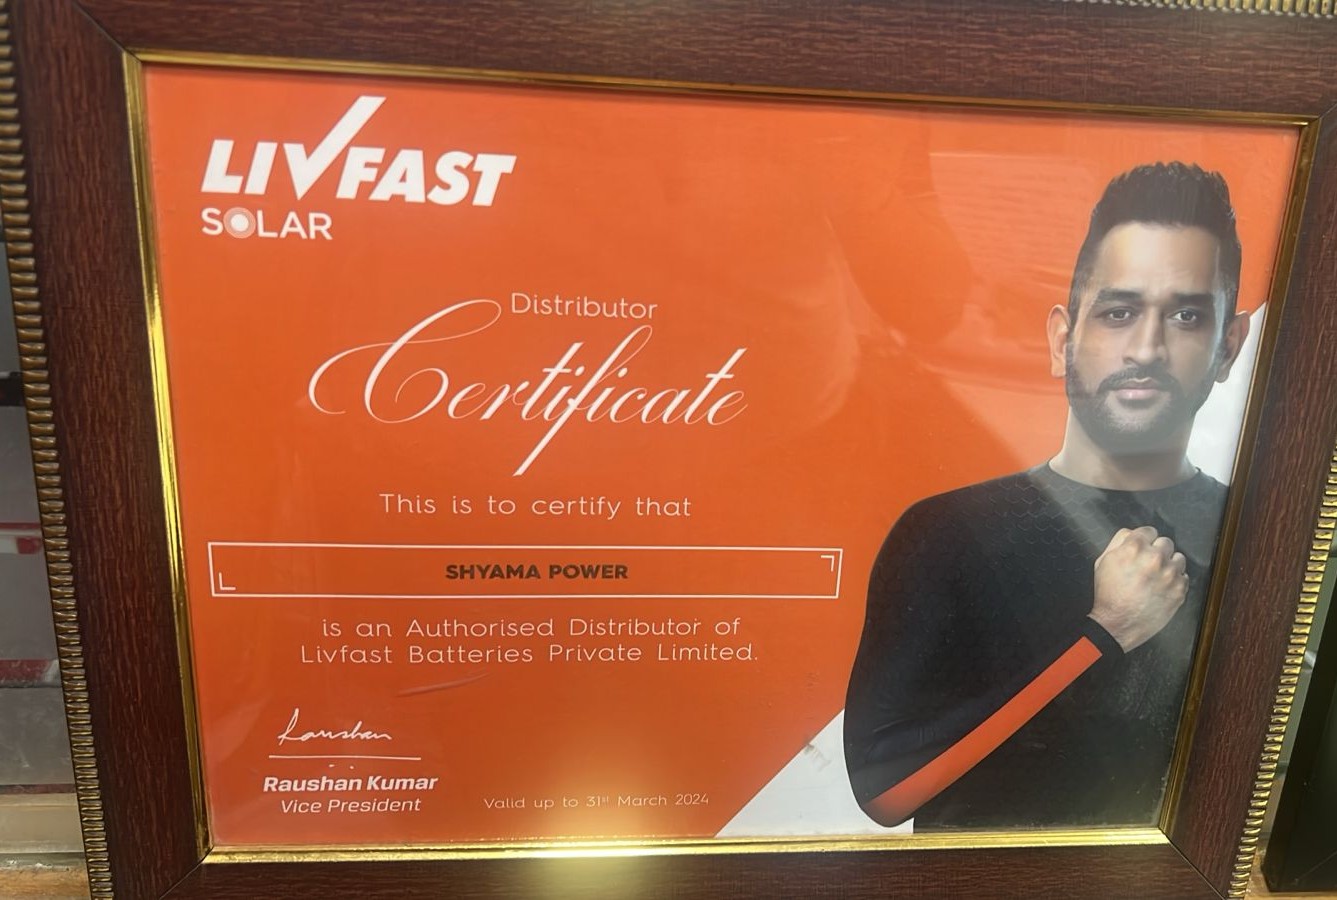 LIVFAST
SOLAR
Distributor
Certificate
This is to certify that
SHYAMA POWER
is an Authorised Distributor of
Livfast Batteries Private Limited.
Raushan
Raushan Kumar
Vice President
Valid up to 31st March 2024